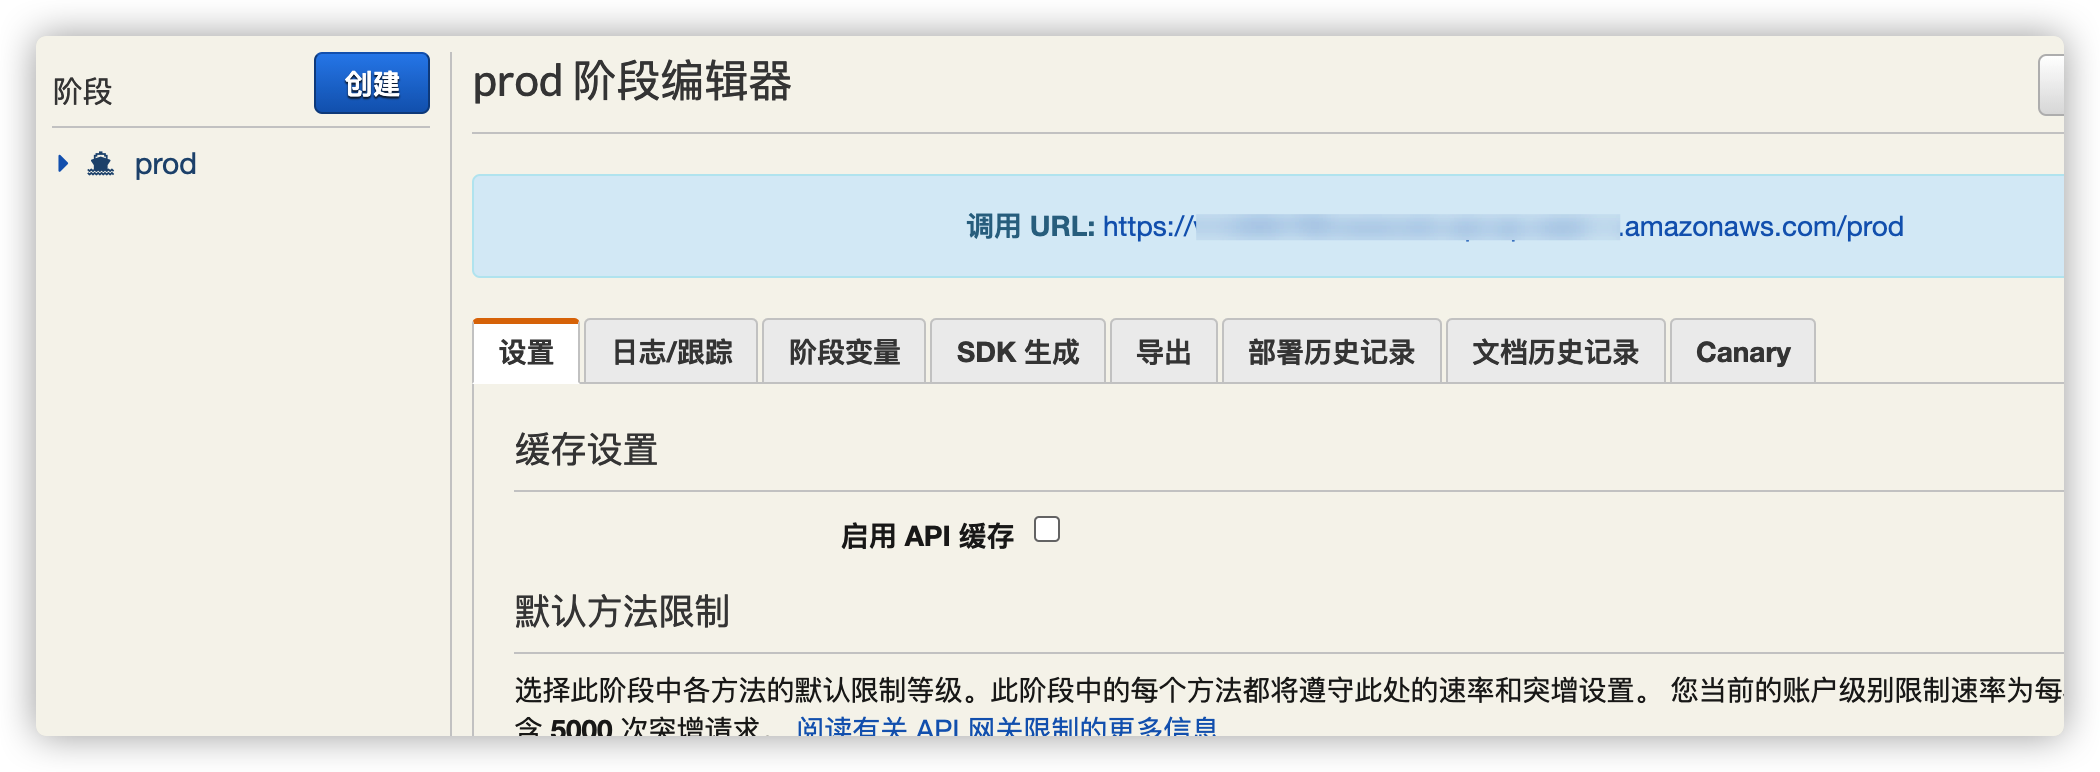 阶段
创建
prod
prod 阶段编辑器
调用 URL: https:// .amazonaws.com/prod
设置
日志/跟踪
阶段变量
SDK 生成
导出
部署历史记录
文档历史记录
Canary
缓存设置
启用 API 缓存
默认方法限制
选择此阶段中各方法的默认限制等级。此阶段中的每个方法都将遵守此处的速率和突增设置。 您当前的账户级别限制速率为每
含 5000 次突增请求。 阅读有关 API 网关限制的更多信息